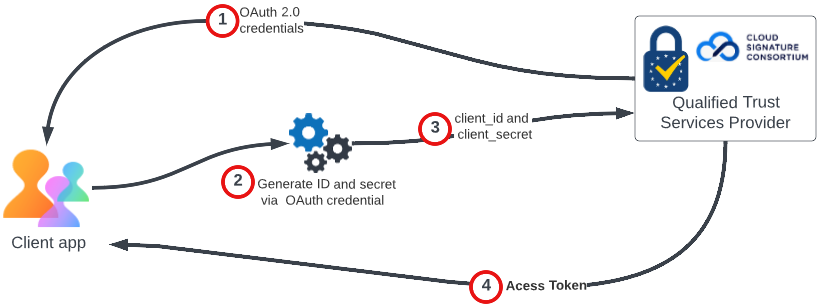 1
OAuth 2.0
credentials
CLOUD
SIGNATURE
CONSORTIUM
Qualified Trust
Services Provider
3
client_id and
client_secret
2
Generate ID and secret
via OAuth credential
Client app
4
Acess Token